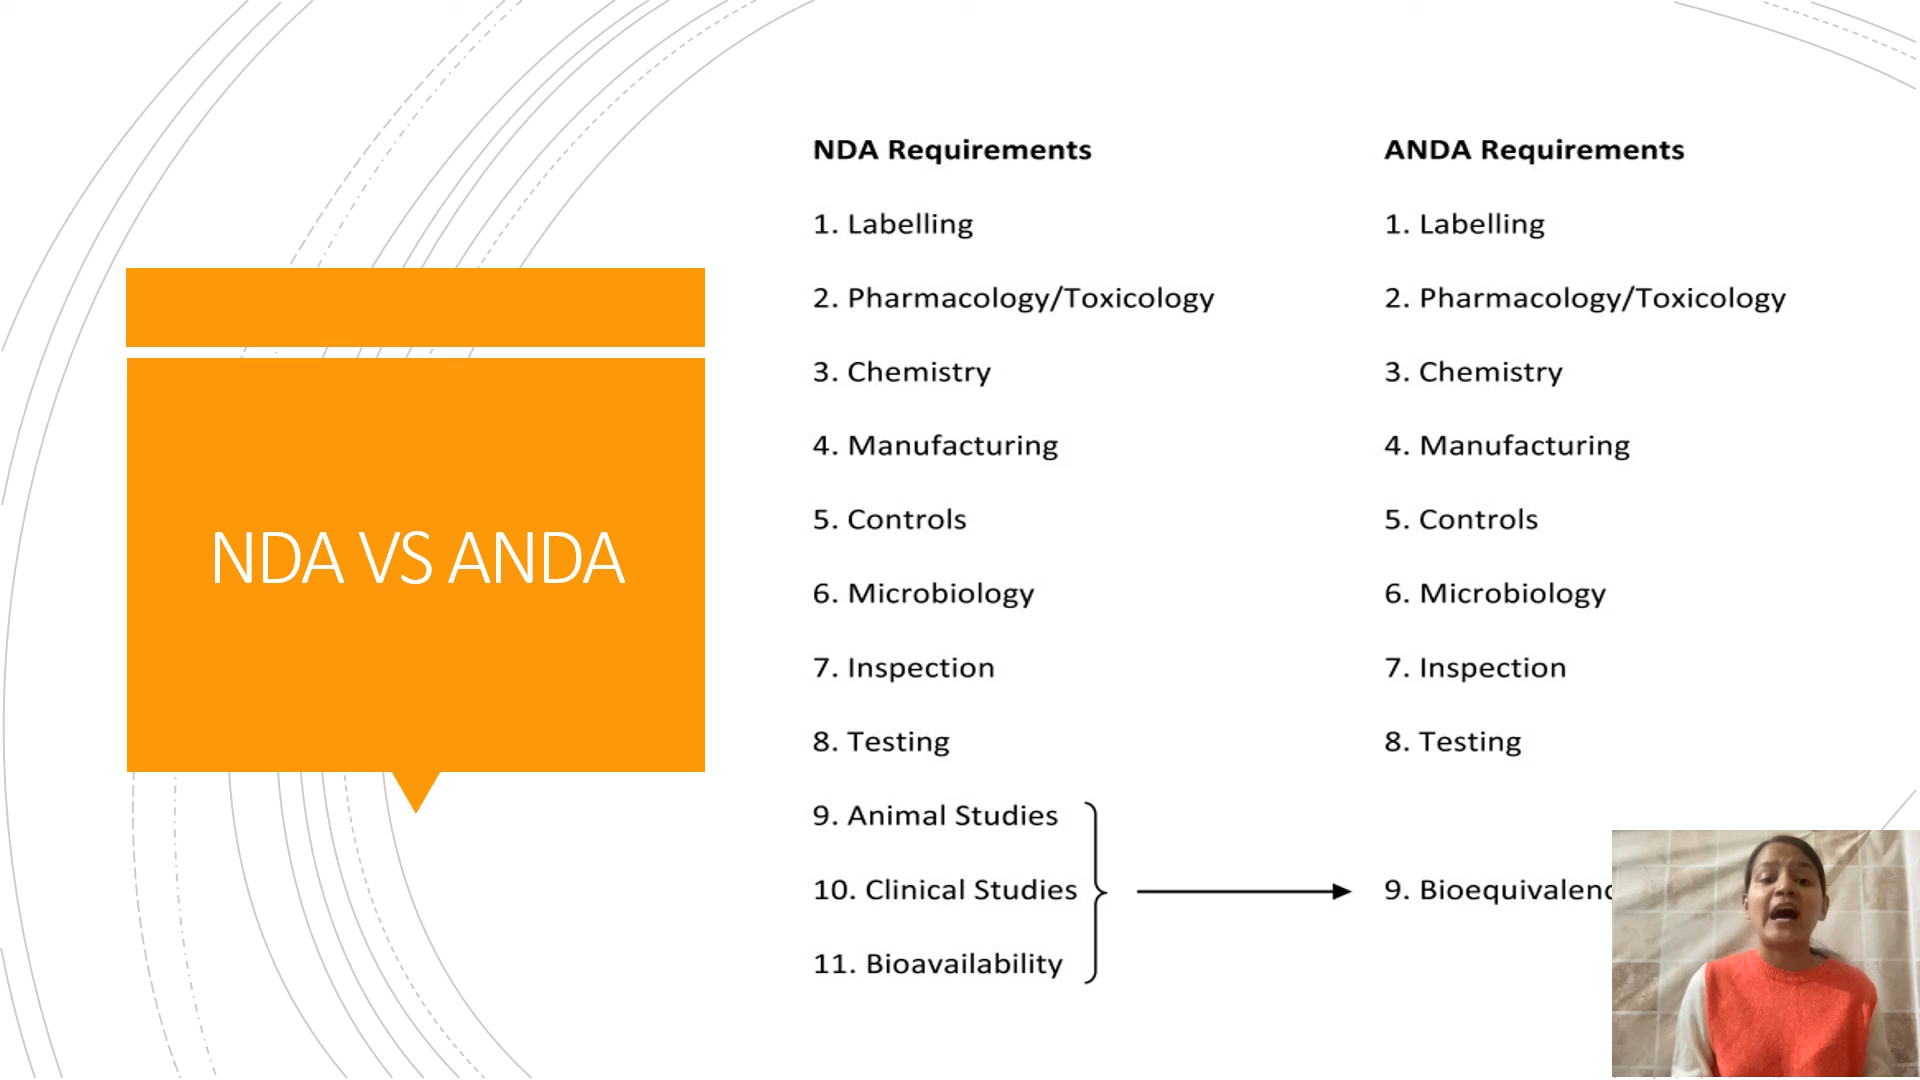 NDA VS ANDA
NDA Requirements
1. Labelling
2. Pharmacology/Toxicology
3. Chemistry
4. Manufacturing
5. Controls
6. Microbiology
7. Inspection
8. Testing
9. Animal Studies
10. Clinical Studies
11. Bioavailability
ANDA Requirements
1. Labelling
2. Pharmacology/Toxicology
3. Chemistry
4. Manufacturing
5. Controls
6. Microbiology
7. Inspection
8. Testing
9.